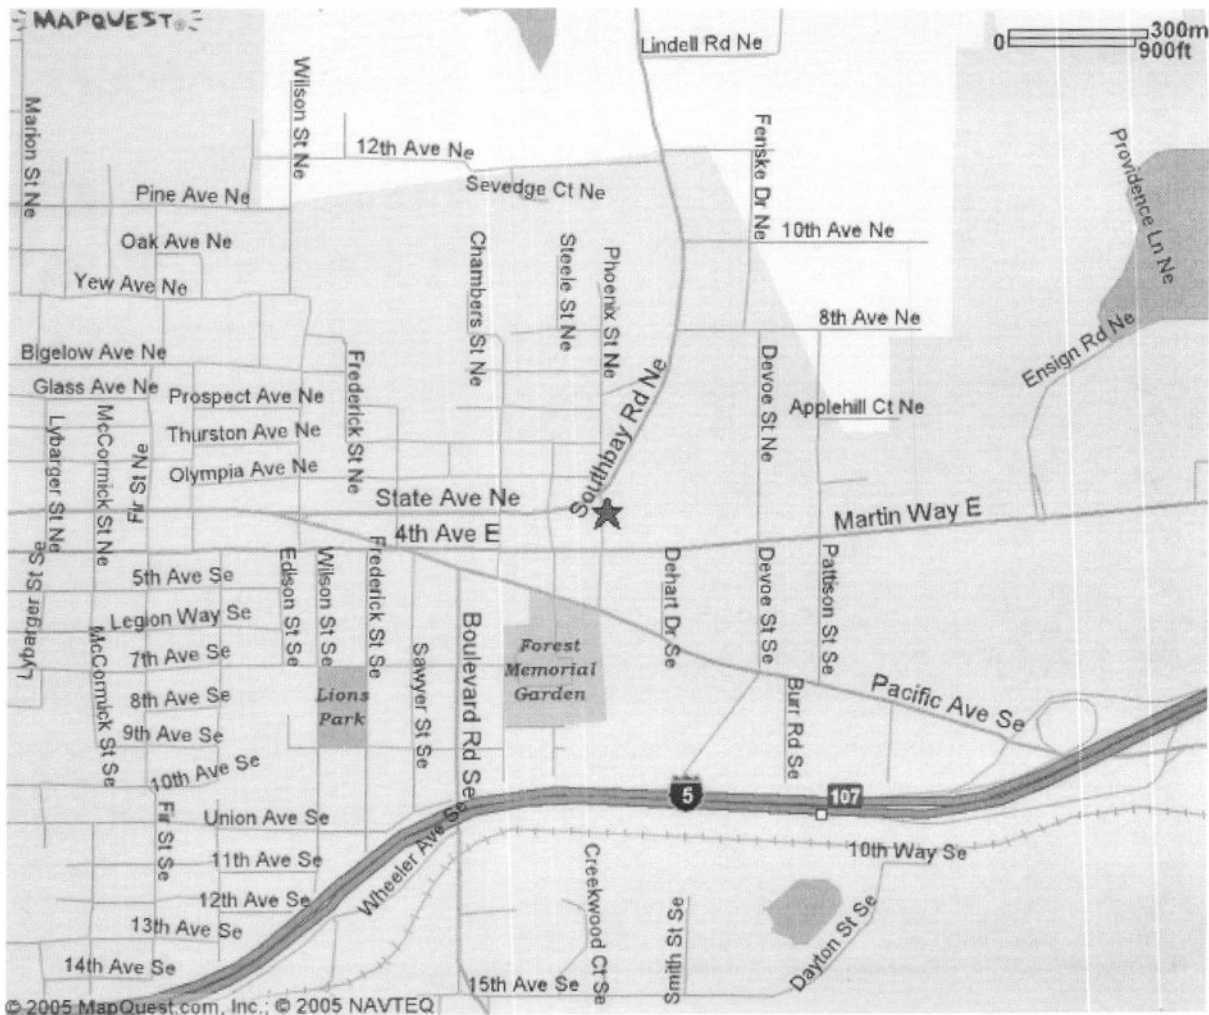 MAPQUEST
300m
0
900ft
Lindell Rd Ne
Marion St Ne
Wilson St Ne
12th Ave Ne
Fenske Dr Ne
Providence Ln Ne
Pine Ave Ne
Sevedge Ct Ne
Oak Ave Ne
Chambers St Ne
Steele St Ne
Phoenix St Ne
10th Ave Ne
Yew Ave Ne
8th Ave Ne
Ensign Rd Ne
Bigelow Ave Ne
Frederick St Ne
Devoe St Ne
Glass Ave Ne
Prospect Ave Ne
Southbay Rd Ne
Applehill Ct Ne
Lybarger St Ne
McCormick St Ne
Fir St Ne
Thurston Ave Ne
Olympia Ave Ne
State Ave Ne
Martin Way E
4th Ave E
Lybarger St Se
5th Ave Se
Edison St Se
Wilson St Se
Frederick St Se
Dehart Dr Se
Devoe St Se
Pattison St Se
Legion Way Se
McCormick St Se
7th Ave Se
Sawyer St Se
Boulevard Rd Se
Forest
Memorial
Garden
8th Ave Se
Lions
Park
Burr Rd Se
Pacific Ave Se
9th Ave Se
10th Ave Se
5
107
Fir St Se
Union Ave Se
Wheeler Ave Se
11th Ave Se
10th Way Se
Creekwood Ct Se
12th Ave Se
Smith St Se
Dayton St Se
13th Ave Se
14th Ave Se
15th Ave Se
© 2005 MapQuest.com, Inc.; © 2005 NAVTEQ